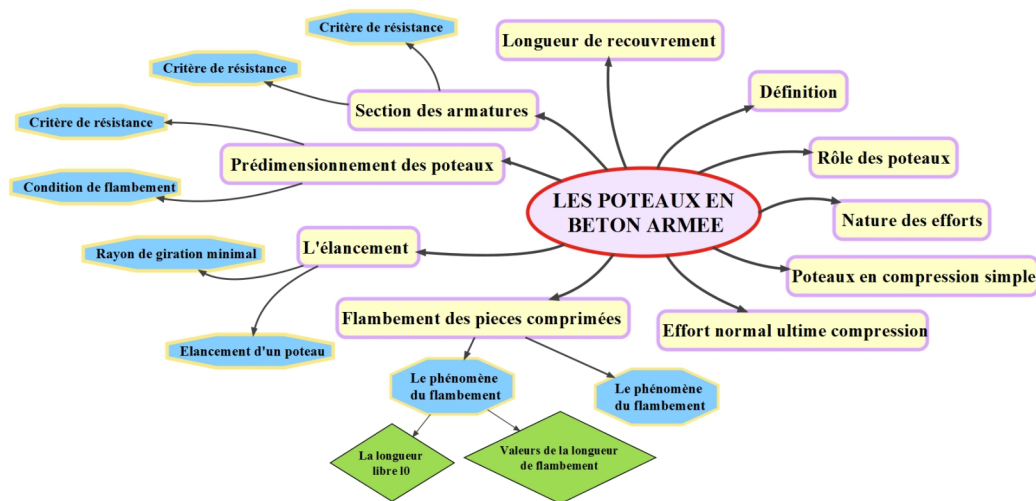 Critère de résistance
Longueur de recouvrement
Critère de résistance
Définition
Section des armatures
Critère de résistance
Rôle des poteaux
Prédimensionnement des poteaux
Condition de flambement
LES POTEAUX EN
BETON ARMEE
Nature des efforts
L'élancement
Rayon de giration minimal
Poteaux en compression simple
Flambement des pieces comprimées
Effort normal ultime compression
Elancement d'un poteau
Le phénomène
du flambement
Le phénomène
du flambement
La longueur
libre l0
Valeurs de la longueur
de flambement